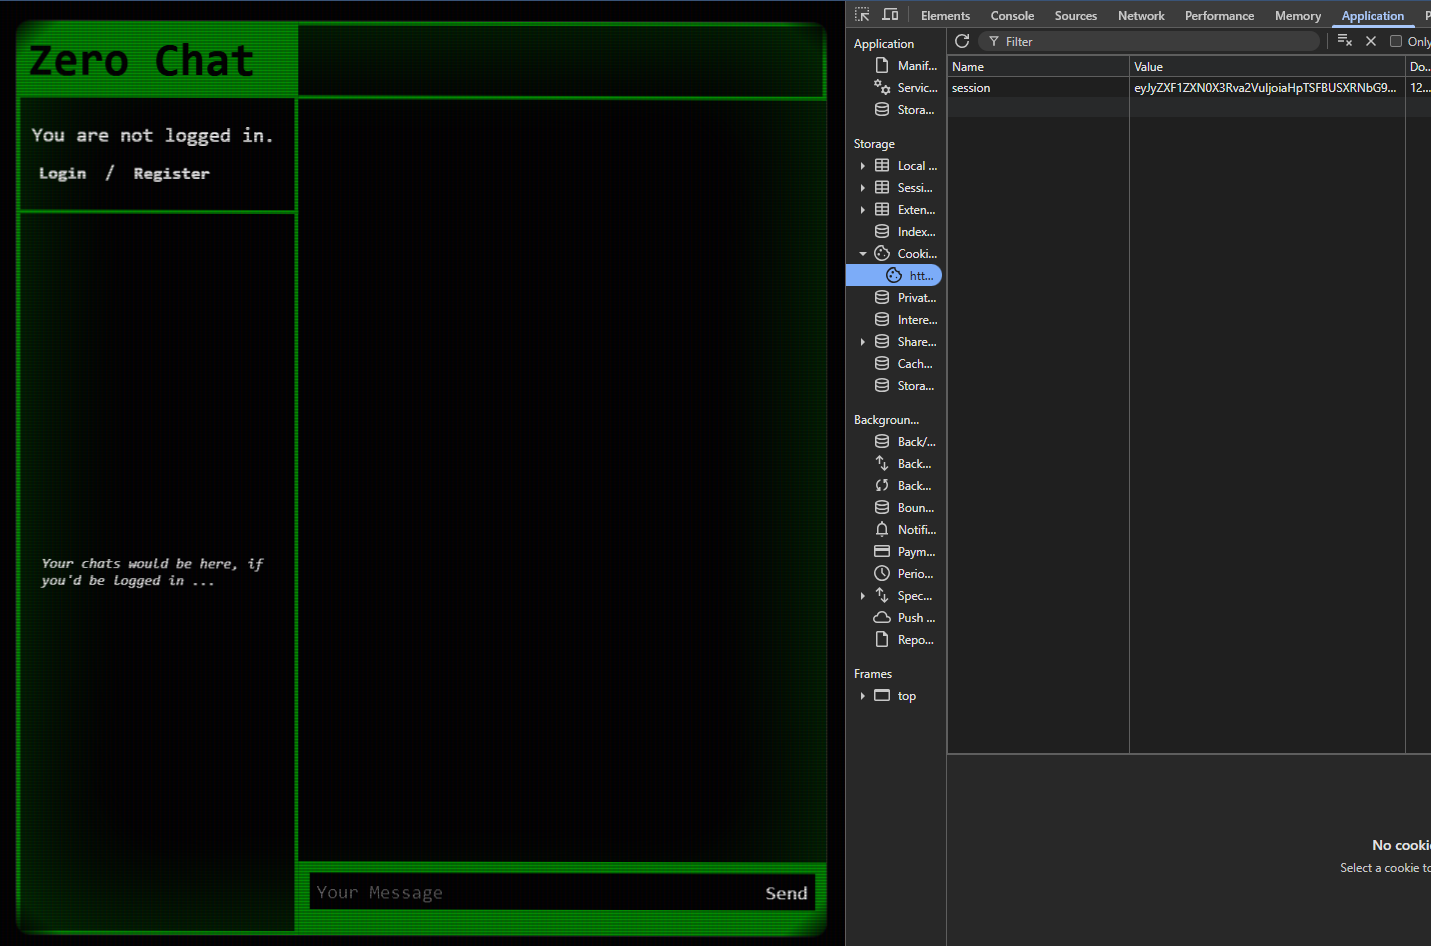 Zero Chat
You are not logged in.
Login / Register
Your chats would be here, if
you'd be logged in ...
Your Message
Send
Elements Console Sources Network Performance Memory Application P
Application
Manif...
Servic...
Stora...
Storage
Local ...
Sessi...
Exten...
Index...
Cooki...
htt...
Privat...
Intere...
Share...
Cach...
Stora...
Backgroun...
Back/...
Back...
Back...
Boun...
Notifi...
Paym...
Perio...
Spec...
Push ...
Repo...
Frames
top
Filter
Only
Name Value Do...
session 12...
No cooki
Select a cookie to